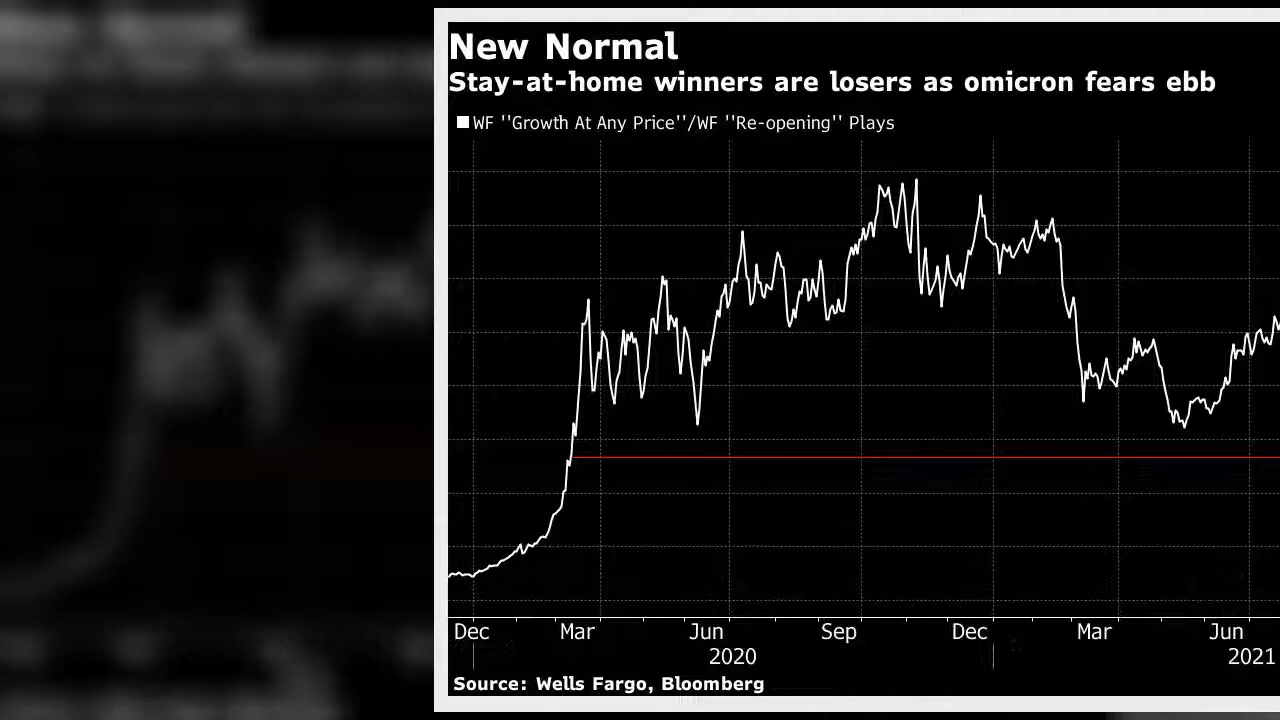 New Normal
Stay-at-home winners are losers as omicron fears ebb
WF ''Growth At Any Price''/WF ''Re-opening'' Plays
Dec Mar Jun Sep Dec Mar Jun
2020 2021
Source: Wells Fargo, Bloomberg